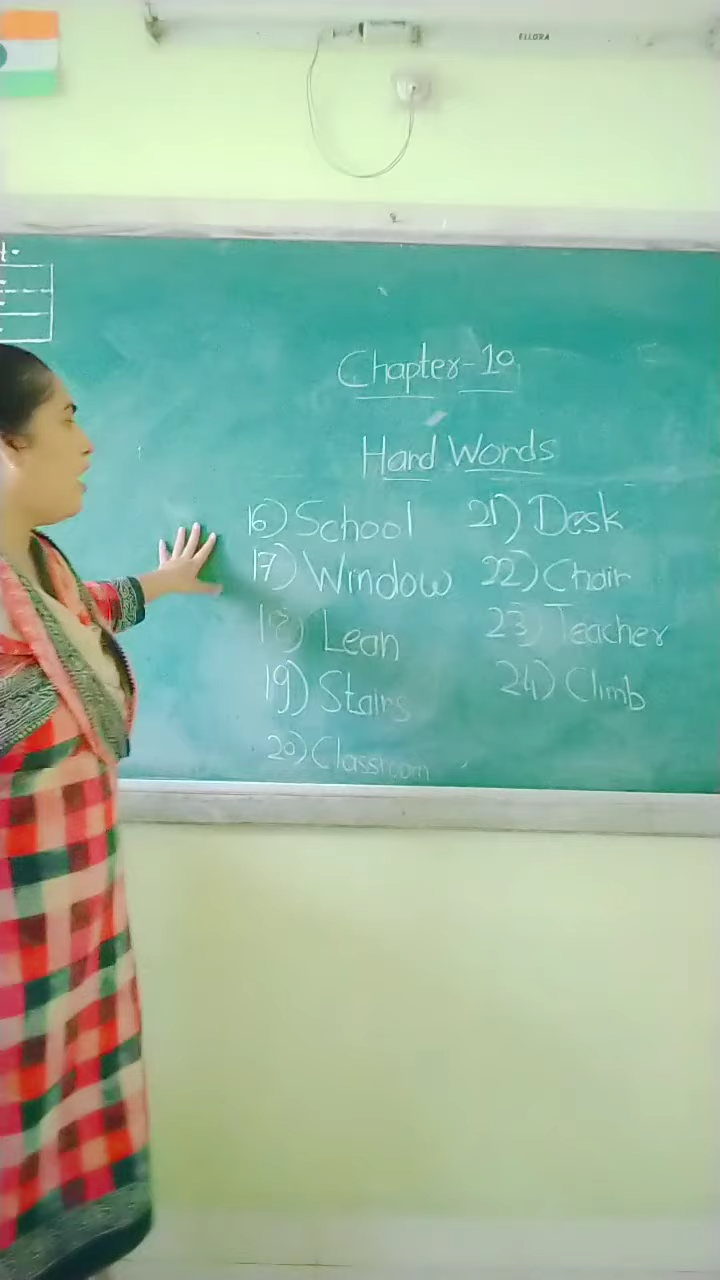 ELLORA
t.
Chapter-10
Hard Words
16) School
17) Window
18) Lean
19) Stairs
20) Classroom
21) Desk
22) Chair
23) Teacher
24) Climb